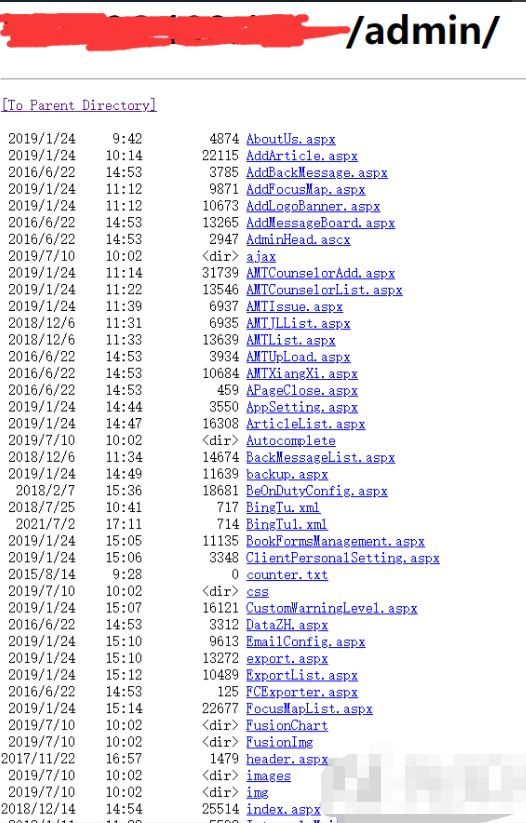 /admin/
[To Parent Directory]
2019/1/24 9:42 4874 AboutUs.aspx
2019/1/24 10:14 22115 AddArticle.aspx
2016/6/22 14:53 3785 AddBackMessage.aspx
2019/1/24 11:12 9871 AddFocusMap.aspx
2019/1/24 11:12 10673 AddLogoBanner.aspx
2016/6/22 14:53 13265 AddMessageBoard.aspx
2016/6/22 14:53 2947 AdminHead.ascx
2019/7/10 10:02 <dir> ajax
2019/1/24 11:14 31739 AMTCounselorAdd.aspx
2019/1/24 11:22 13546 AMTCounselorList.aspx
2019/1/24 11:39 6937 AMTIssue.aspx
2018/12/6 11:31 6935 AMTJLList.aspx
2018/12/6 11:33 13639 AMTList.aspx
2016/6/22 14:53 3934 AMTUpLoad.aspx
2016/6/22 14:53 10684 AMTXiangXi.aspx
2016/6/22 14:53 459 APageClose.aspx
2019/1/24 14:44 3550 AppSetting.aspx
2019/1/24 14:47 16308 ArticleList.aspx
2019/7/10 10:02 <dir> Autocomplete
2018/12/6 11:34 14674 BackMessageList.aspx
2019/1/24 14:49 11639 backup.aspx
2018/2/7 15:36 18681 BeOnDutyConfig.aspx
2018/7/25 10:41 717 BingTu.xml
2021/7/2 17:11 714 BingTu1.xml
2019/1/24 15:05 11135 BookFormsManagement.aspx
2019/1/24 15:06 3348 ClientPersonalSetting.aspx
2015/8/14 9:28 0 counter.txt
2019/7/10 10:02 <dir> css
2019/1/24 15:07 16121 CustomWarningLevel.aspx
2016/6/22 14:53 3312 DataZH.aspx
2019/1/24 15:10 9613 EmailConfig.aspx
2019/1/24 15:10 13272 export.aspx
2019/1/24 15:12 10489 ExportList.aspx
2016/6/22 14:53 125 FCExporter.aspx
2019/1/24 15:14 22677 FocusMapList.aspx
2019/7/10 10:02 <dir> FusionChart
2019/7/10 10:02 <dir> FusionImg
2017/11/22 16:57 1479 header.aspx
2019/7/10 10:02 <dir> images
2019/7/10 10:02 <dir> img
2018/12/14 14:54 25514 index.aspx